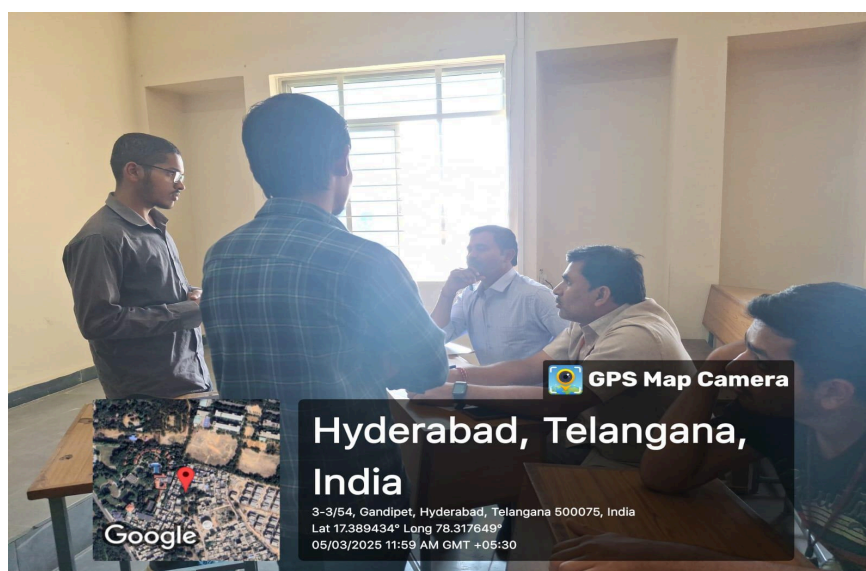 GPS Map Camera
Hyderabad, Telangana,
India
3-3/54, Gandipet, Hyderabad, Telangana 500075, India
Lat 17.389434° Long 78.317649°
05/03/2025 11:59 AM GMT +05:30
Google